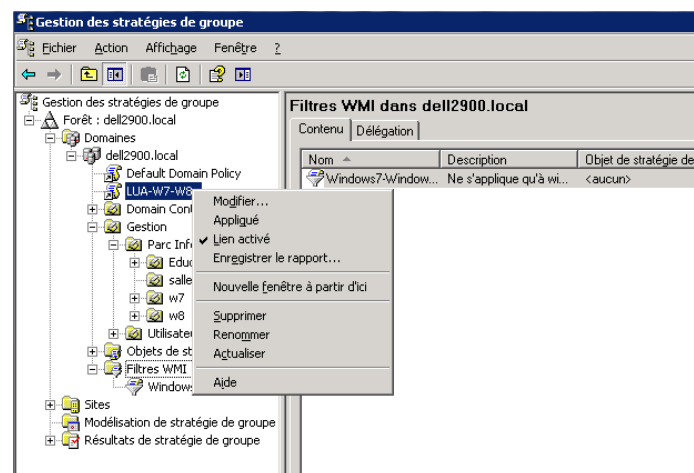 Gestion des stratégies de groupe
Fichier Action Affichage Fenêtre ?
Gestion des stratégies de groupe
Forêt : dell2900.local
Domaines
dell2900.local
Default Domain Policy
LUA-W7-W8
Domain Con
Gestion
Parc Info
Educ
salle
w7
w8
Utilisate
Objets de st
Filtres WMI
Window
Sites
Modélisation de stratégie de groupe
Résultats de stratégie de groupe
Modifier...
Appliqué
Lien activé
Enregistrer le rapport...
Nouvelle fenêtre à partir d'ici
Supprimer
Renommer
Actualiser
Aide
Filtres WMI dans dell2900.local
Contenu Délégation
Nom Description Objet de stratégie de
Windows7-Window... Ne s'applique qu'à wi... <aucun>